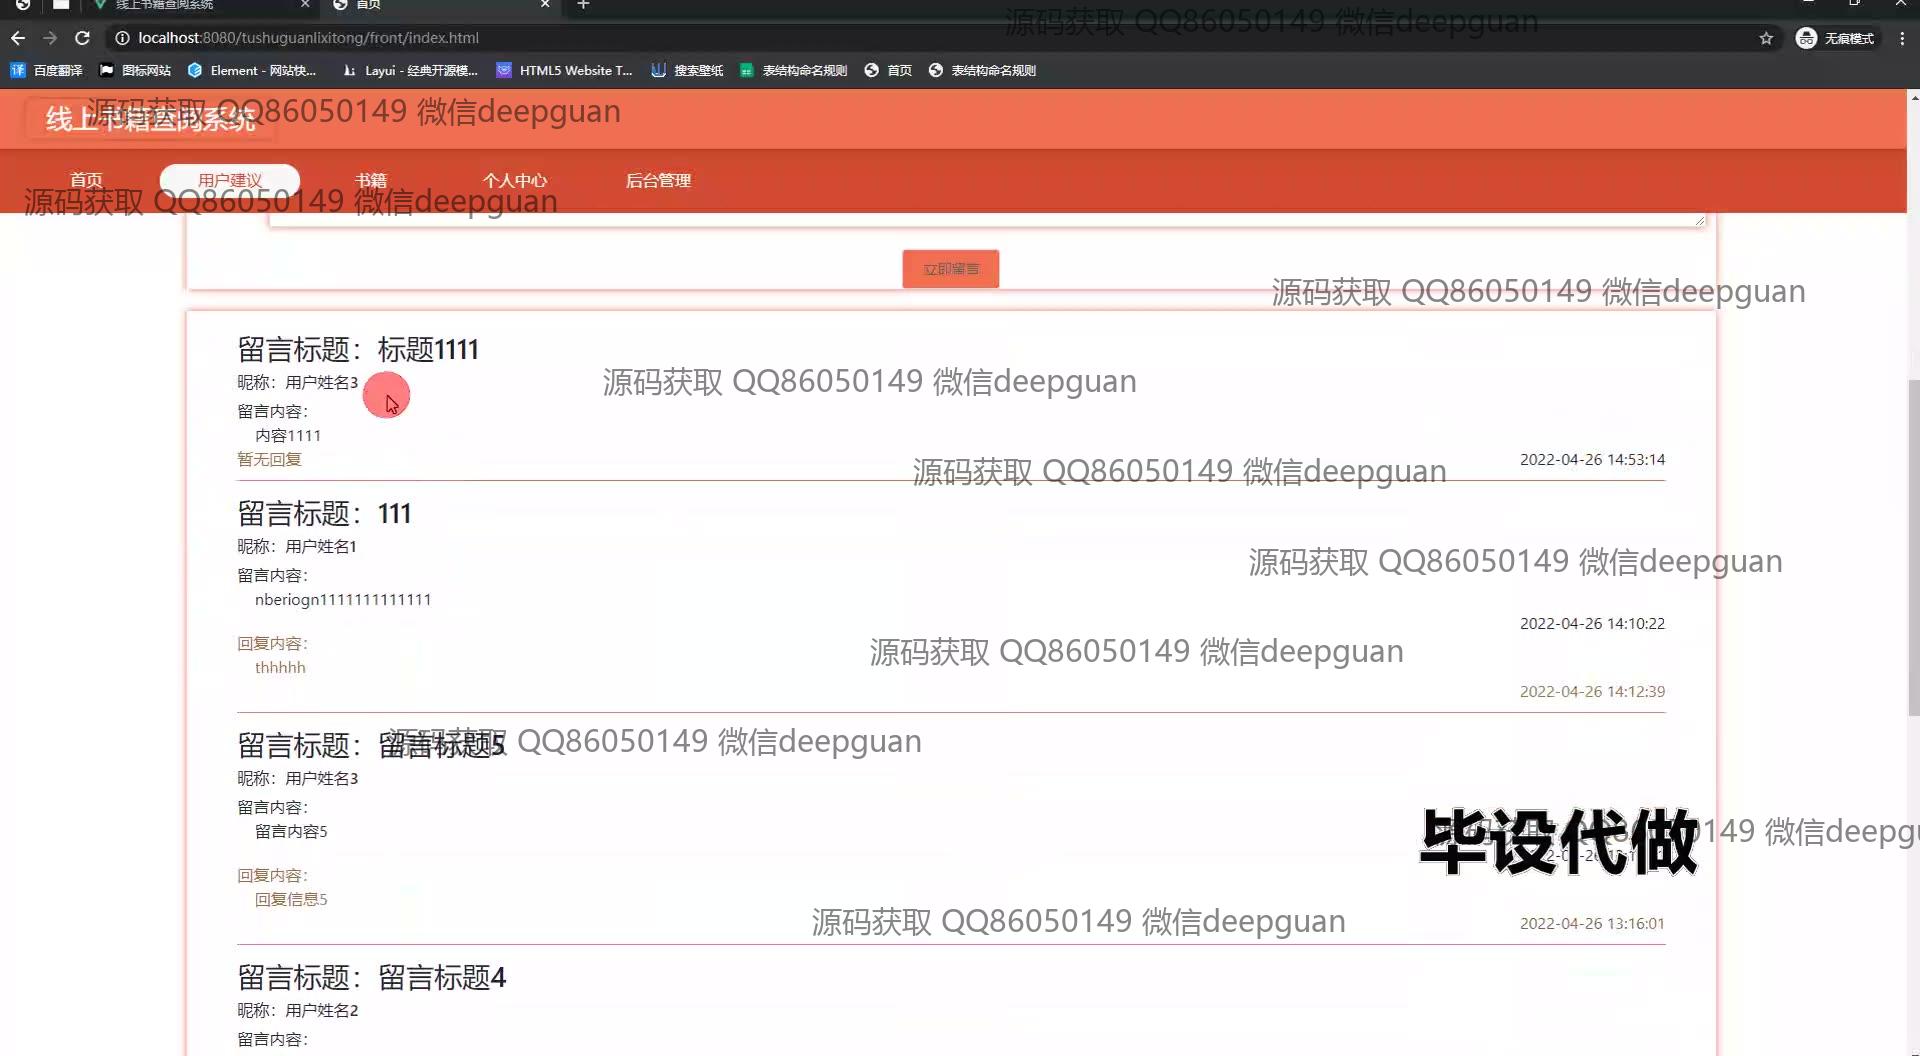 线上书籍查阅系统
首页
源码获取 QQ86050149 微信deepguan
localhost:8080/tushuguanlixitong/front/index.html
无痕模式
百度翻译
图标网站
Element - 网站快...
Layui - 经典开源模...
HTML5 Website T...
搜索壁纸
表结构命名规则
首页
表结构命名规则
线上书籍查阅系统
源码获取 QQ86050149 微信deepguan
首页
用户建议
书籍
个人中心
后台管理
源码获取 QQ86050149 微信deepguan
立即留言
源码获取 QQ86050149 微信deepguan
留言标题：标题1111
昵称：用户姓名3
源码获取 QQ86050149 微信deepguan
留言内容：
内容1111
暂无回复
2022-04-26 14:53:14
源码获取 QQ86050149 微信deepguan
留言标题：111
昵称：用户姓名1
源码获取 QQ86050149 微信deepguan
留言内容：
nberiogn1111111111111
2022-04-26 14:10:22
回复内容：
源码获取 QQ86050149 微信deepguan
thhhhh
2022-04-26 14:12:39
留言标题：留言标题5
源码获取 QQ86050149 微信deepguan
昵称：用户姓名3
留言内容：
留言内容5
毕设代做
149 微信deepgu
回复内容：
回复信息5
源码获取 QQ86050149 微信deepguan
2022-04-26 13:16:01
留言标题：留言标题4
昵称：用户姓名2
留言内容：